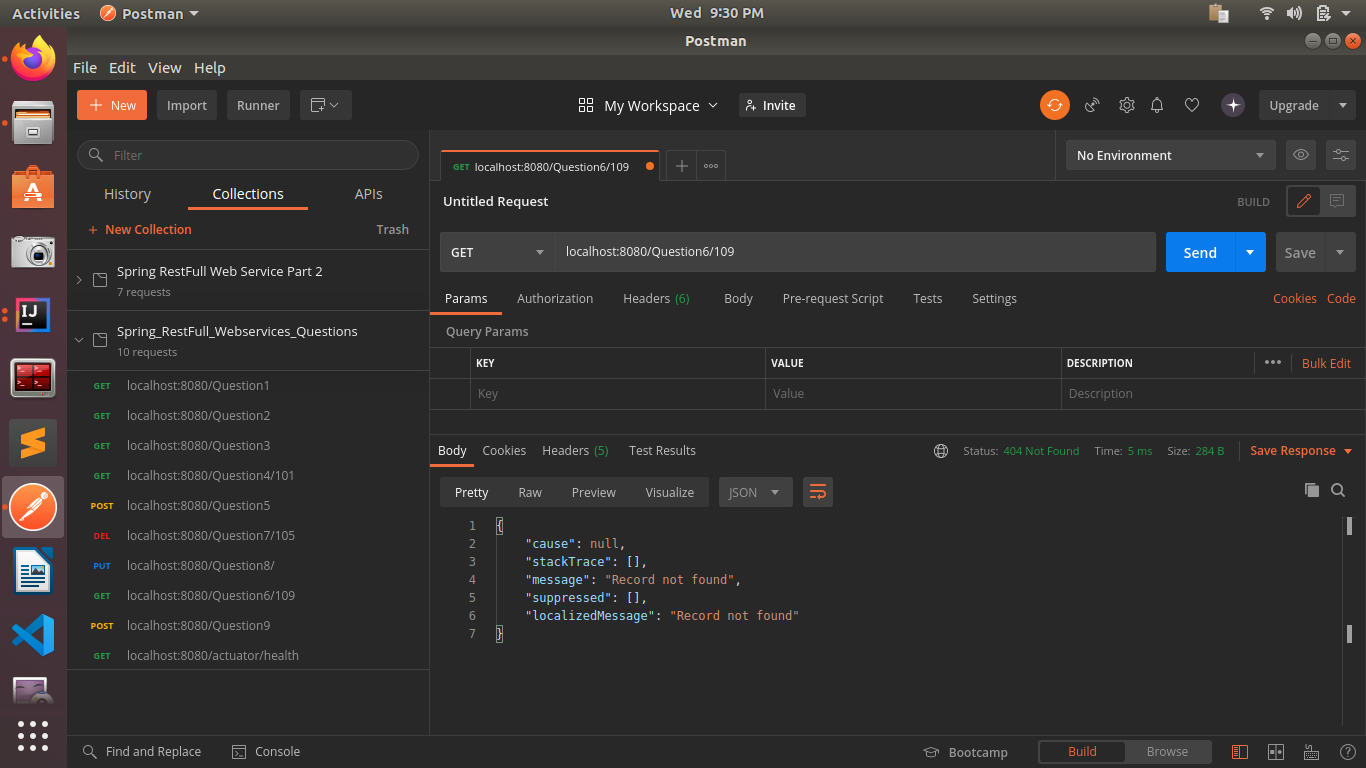 Activities Postman Wed 9:30 PM
Postman
File Edit View Help
New Import Runner My Workspace Invite Upgrade
Filter
GET localhost:8080/Question6/109 No Environment
History Collections APIs
Untitled Request BUILD
New Collection Trash
GET localhost:8080/Question6/109 Send Save
Spring RestFull Web Service Part 2
7 requests
Params Authorization Headers (6) Body Pre-request Script Tests Settings Cookies Code
Spring_RestFull_Webservices_Questions
10 requests
Query Params
KEY VALUE DESCRIPTION Bulk Edit
Key Value Description
GET localhost:8080/Question1
GET localhost:8080/Question2
GET localhost:8080/Question3
GET localhost:8080/Question4/101
POST localhost:8080/Question5
DEL localhost:8080/Question7/105
PUT localhost:8080/Question8/
GET localhost:8080/Question6/109
POST localhost:8080/Question9
GET localhost:8080/actuator/health
Body Cookies Headers (5) Test Results Status: 404 Not Found Time: 5 ms Size: 284 B Save Response
Pretty Raw Preview Visualize JSON
1 {
2 "cause": null,
3 "stackTrace": [],
4 "message": "Record not found",
5 "suppressed": [],
6 "localizedMessage": "Record not found"
7 }
Find and Replace Console Bootcamp Build Browse
IJ